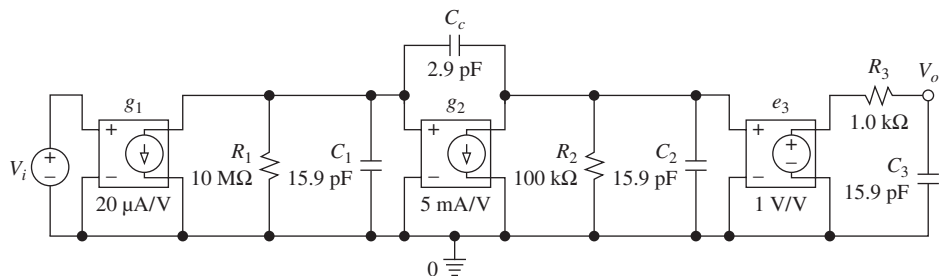 C_c
2.9 pF
g_1
g_2
e_3
R_3
V_o
1.0 kΩ
V_i
+
−
+
−
R_1
10 MΩ
C_1
15.9 pF
+
−
R_2
100 kΩ
C_2
15.9 pF
+
−
+
−
C_3
15.9 pF
20 μA/V
5 mA/V
1 V/V
0